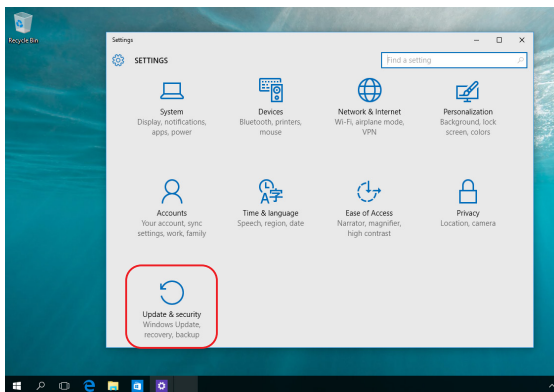 Recycle Bin
Settings
SETTINGS
Find a setting
System
Display, notifications,
apps, power
Devices
Bluetooth, printers,
mouse
Network & Internet
Wi-Fi, airplane mode,
VPN
Personalization
Background, lock
screen, colors
Accounts
Your account, sync
settings, work, family
Time & language
Speech, region, date
Ease of Access
Narrator, magnifier,
high contrast
Privacy
Location, camera
Update & security
Windows Update,
recovery, backup